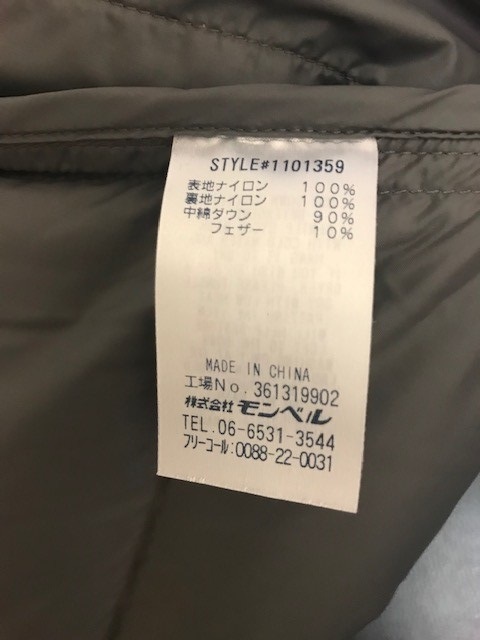 STYLE#1101359
表地ナイロン 100%
裏地ナイロン 100%
中綿ダウン 90%
フェザー 10%
MADE IN CHINA
工場No. 361319902
株式会社 モンベル
TEL. 06-6531-3544
フリーコール: 0088-22-0031